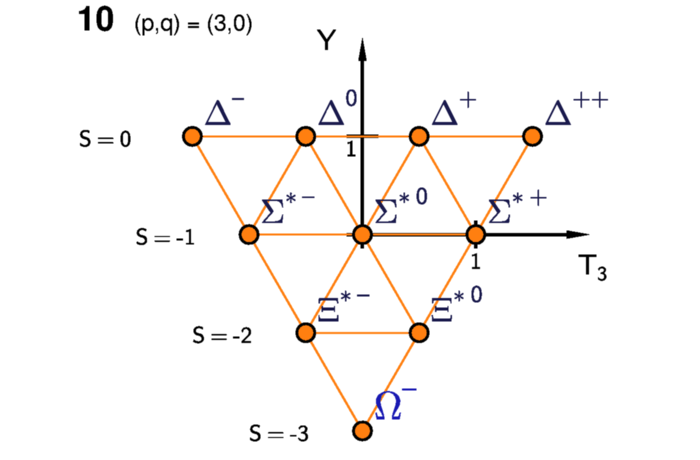 10 (p,q) = (3,0)
Y
Δ⁻ Δ⁰ Δ⁺ Δ⁺⁺
S = 0
1
Σ*⁻ Σ*⁰ Σ*⁺
S = -1
1
T₃
Ξ*⁻ Ξ*⁰
S = -2
Ω⁻
S = -3